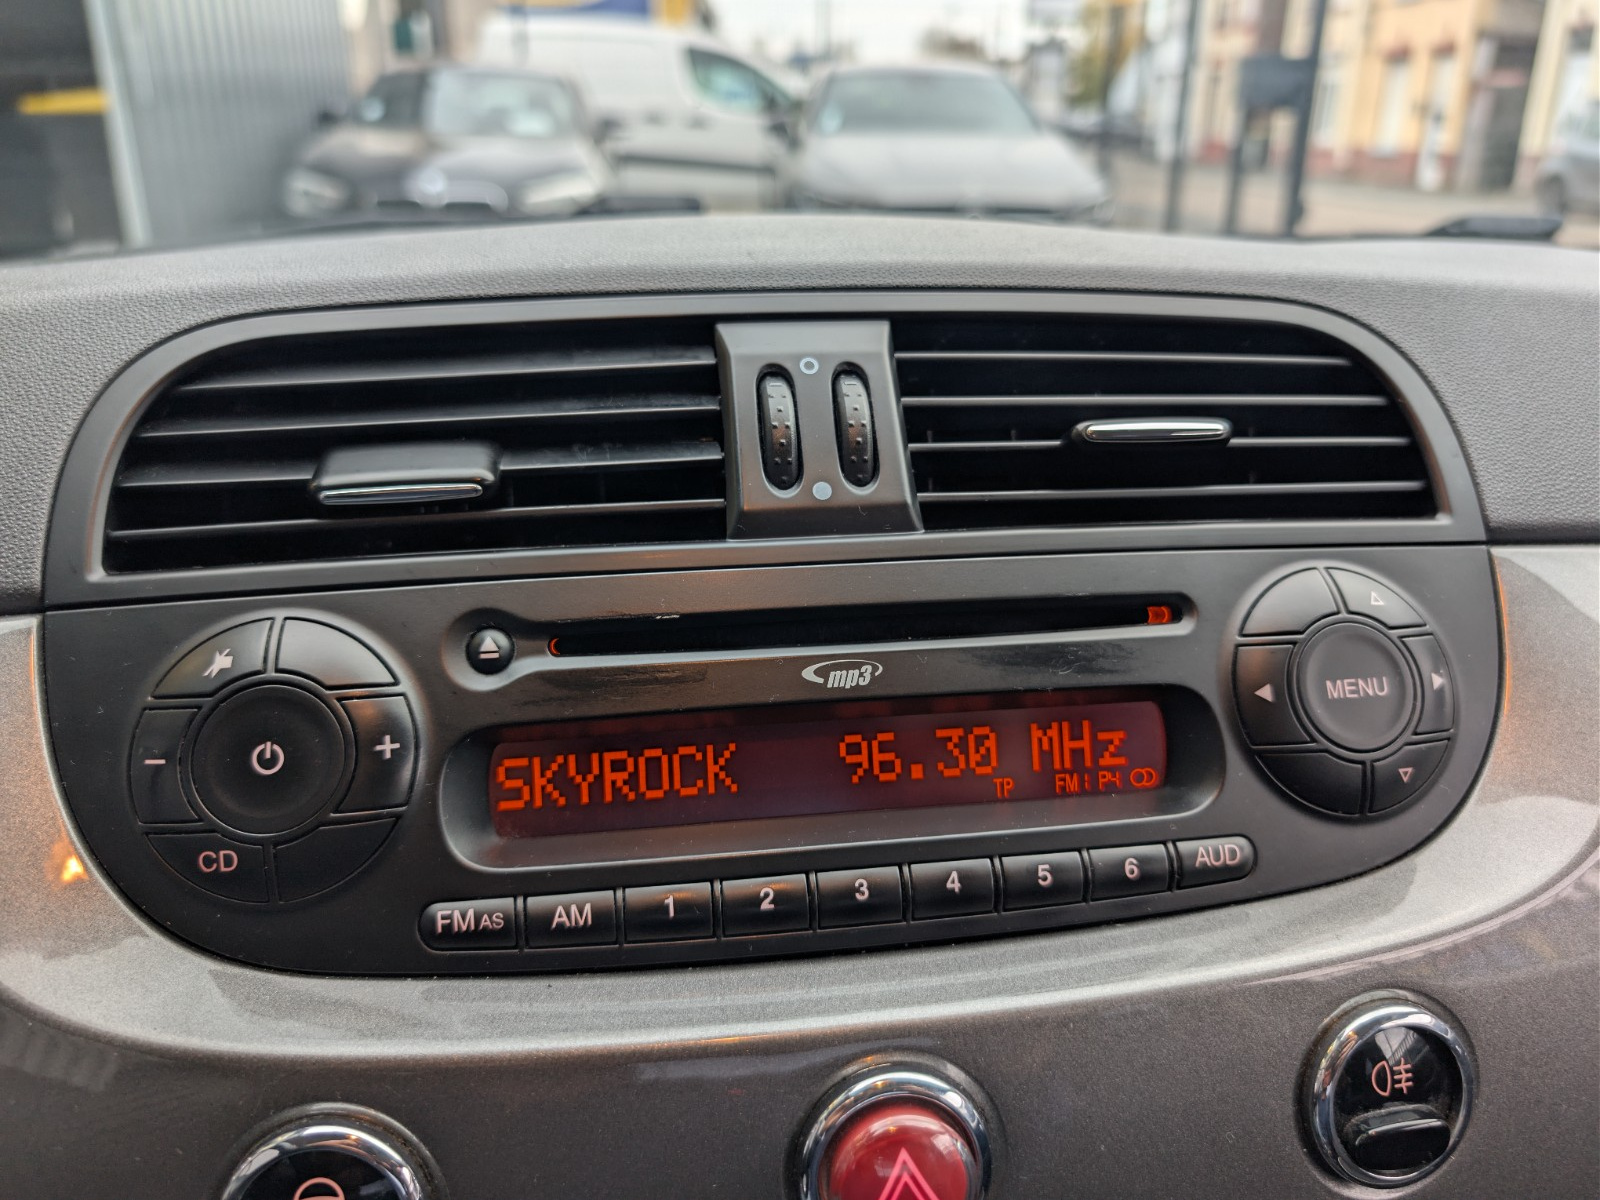 mp3
SKYROCK 96.30 MHz
TP FM1 P4
MENU
CD
FM AS AM 1 2 3 4 5 6 AUD